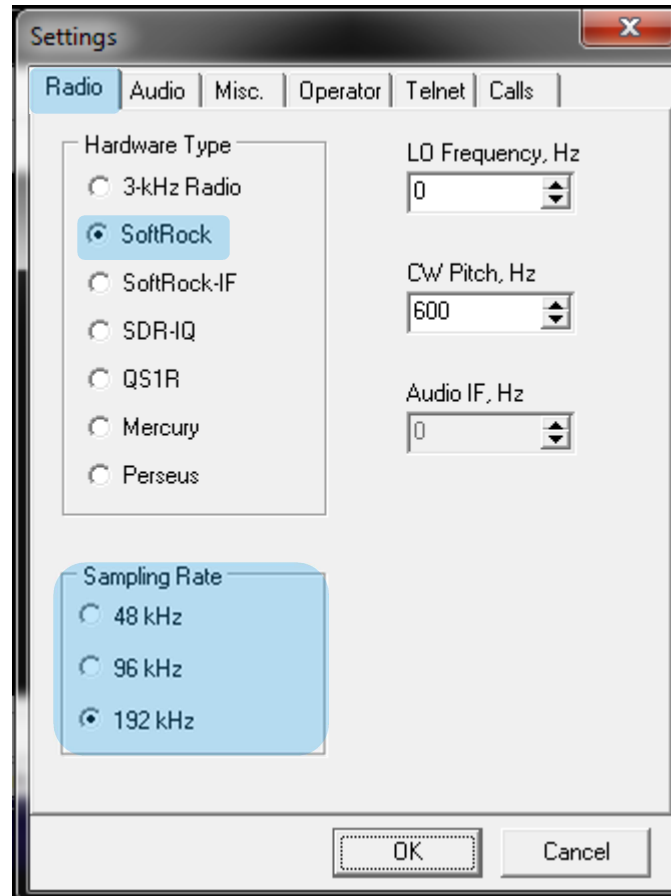 Settings
X
Radio Audio Misc. Operator Telnet Calls
Hardware Type
3-kHz Radio
SoftRock
SoftRock-IF
SDR-IQ
QS1R
Mercury
Perseus
LO Frequency, Hz
0
CW Pitch, Hz
600
Audio IF, Hz
0
Sampling Rate
48 kHz
96 kHz
192 kHz
OK Cancel